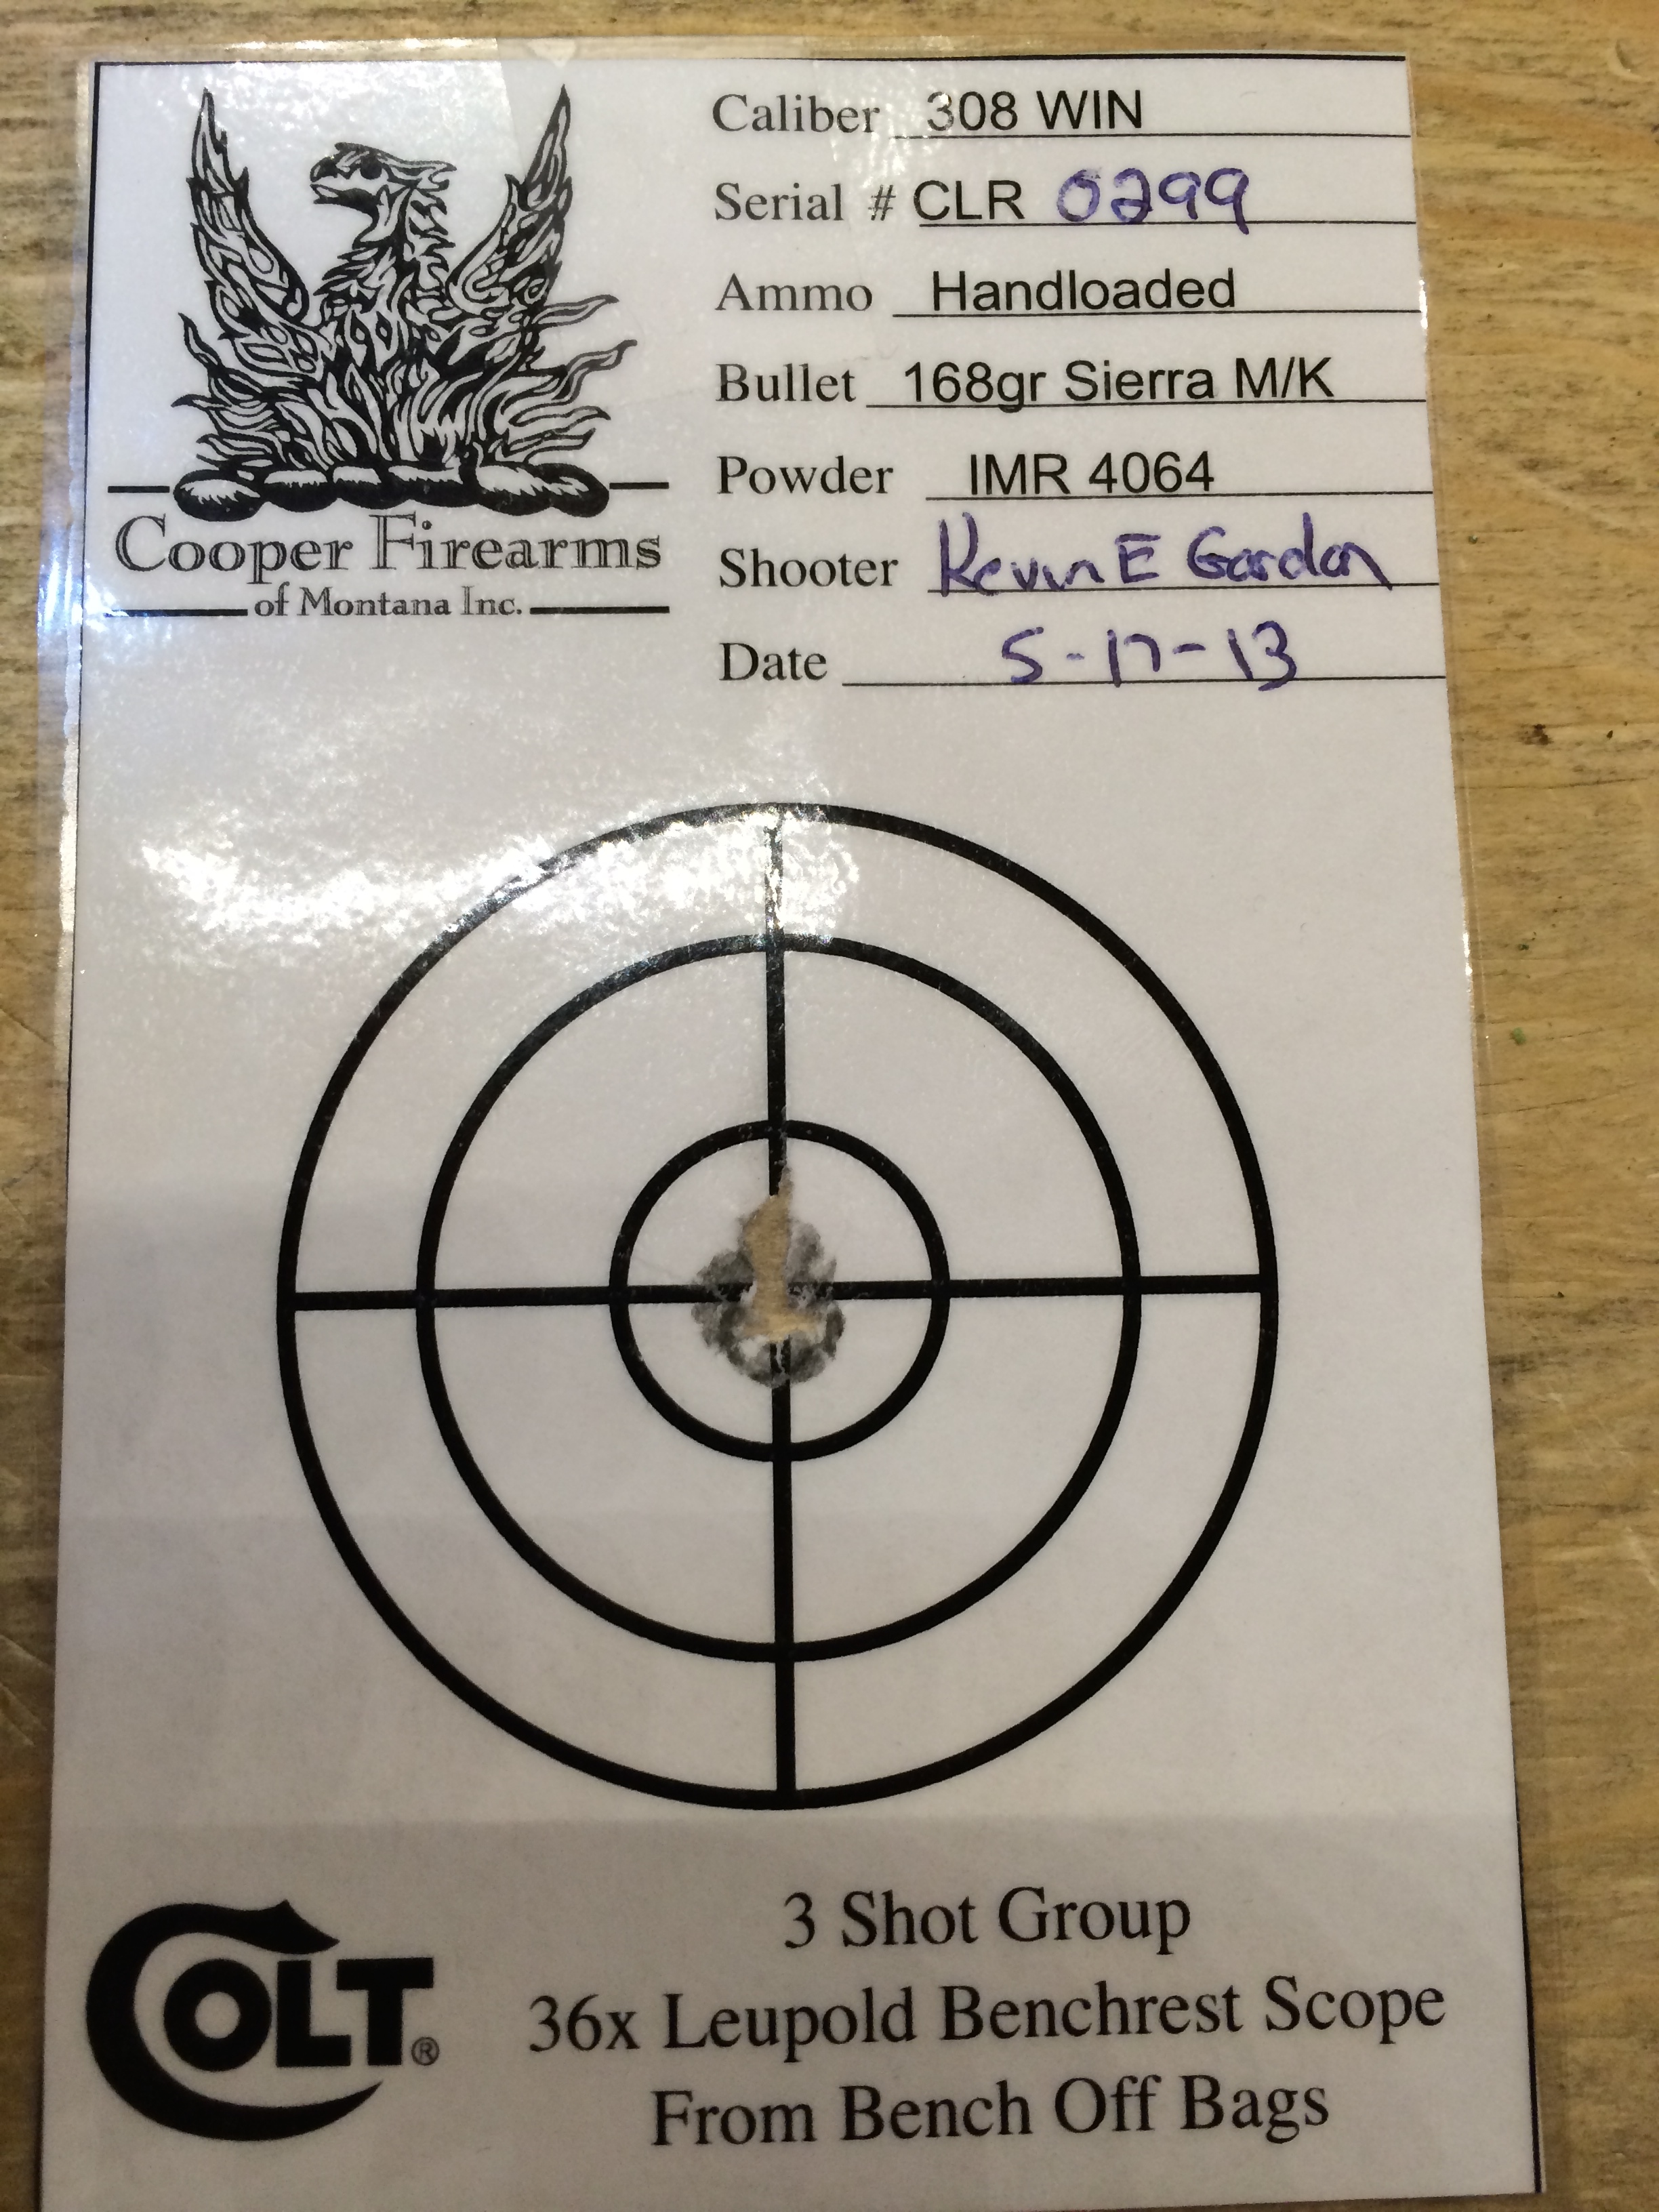 Cooper Firearms
of Montana Inc.
Caliber 308 WIN
Serial # CLR 0299
Ammo Handloaded
Bullet 168gr Sierra M/K
Powder IMR 4064
Shooter Kevin E Gordon
Date 5-17-13
COLT®
3 Shot Group
36x Leupold Benchrest Scope
From Bench Off Bags